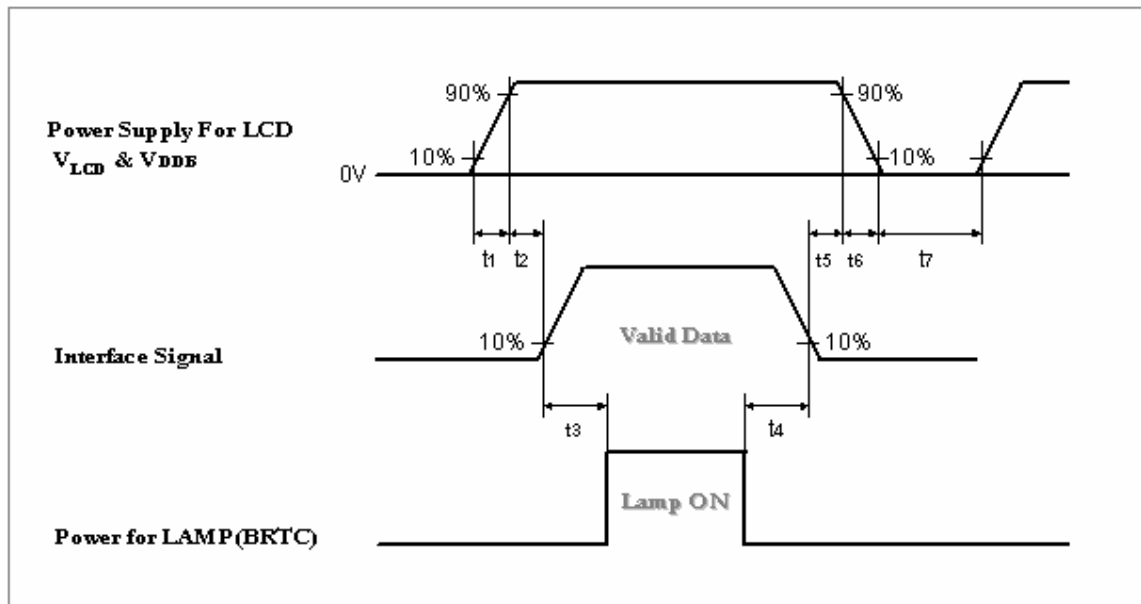 90%
90%
Power Supply For LCD
VLCD & VDDB
10%
10%
0V
t1
t2
t5
t6
t7
Valid Data
10%
10%
Interface Signal
t3
t4
Lamp ON
Power for LAMP(BRTC)